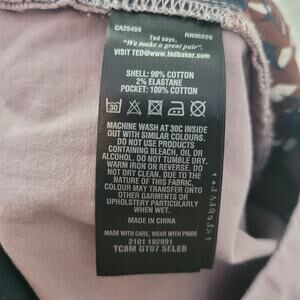 CA25456 RN95229
Ted says,
"We make a great pair".
VISIT TED@www.tedbaker.com
SHELL: 98% COTTON
2% ELASTANE
POCKET: 100% COTTON
30
MACHINE WASH AT 30C INSIDE
OUT WITH SIMILAR COLOURS.
DO NOT USE PRODUCTS
CONTAINING BLEACH, OIL OR
ALCOHOL. DO NOT TUMBLE DRY.
WARM IRON ON REVERSE. DO
NOT DRY CLEAN. DUE TO THE
NATURE OF THIS FABRIC,
COLOUR MAY TRANSFER ONTO
OTHER GARMENTS OR
UPHOLSTERY PARTICULARLY
WHEN WET.
MADE IN CHINA
MADE WITH CARE, WEAR WITH PRIDE
2101 192991
TCBM GT07 SELEB